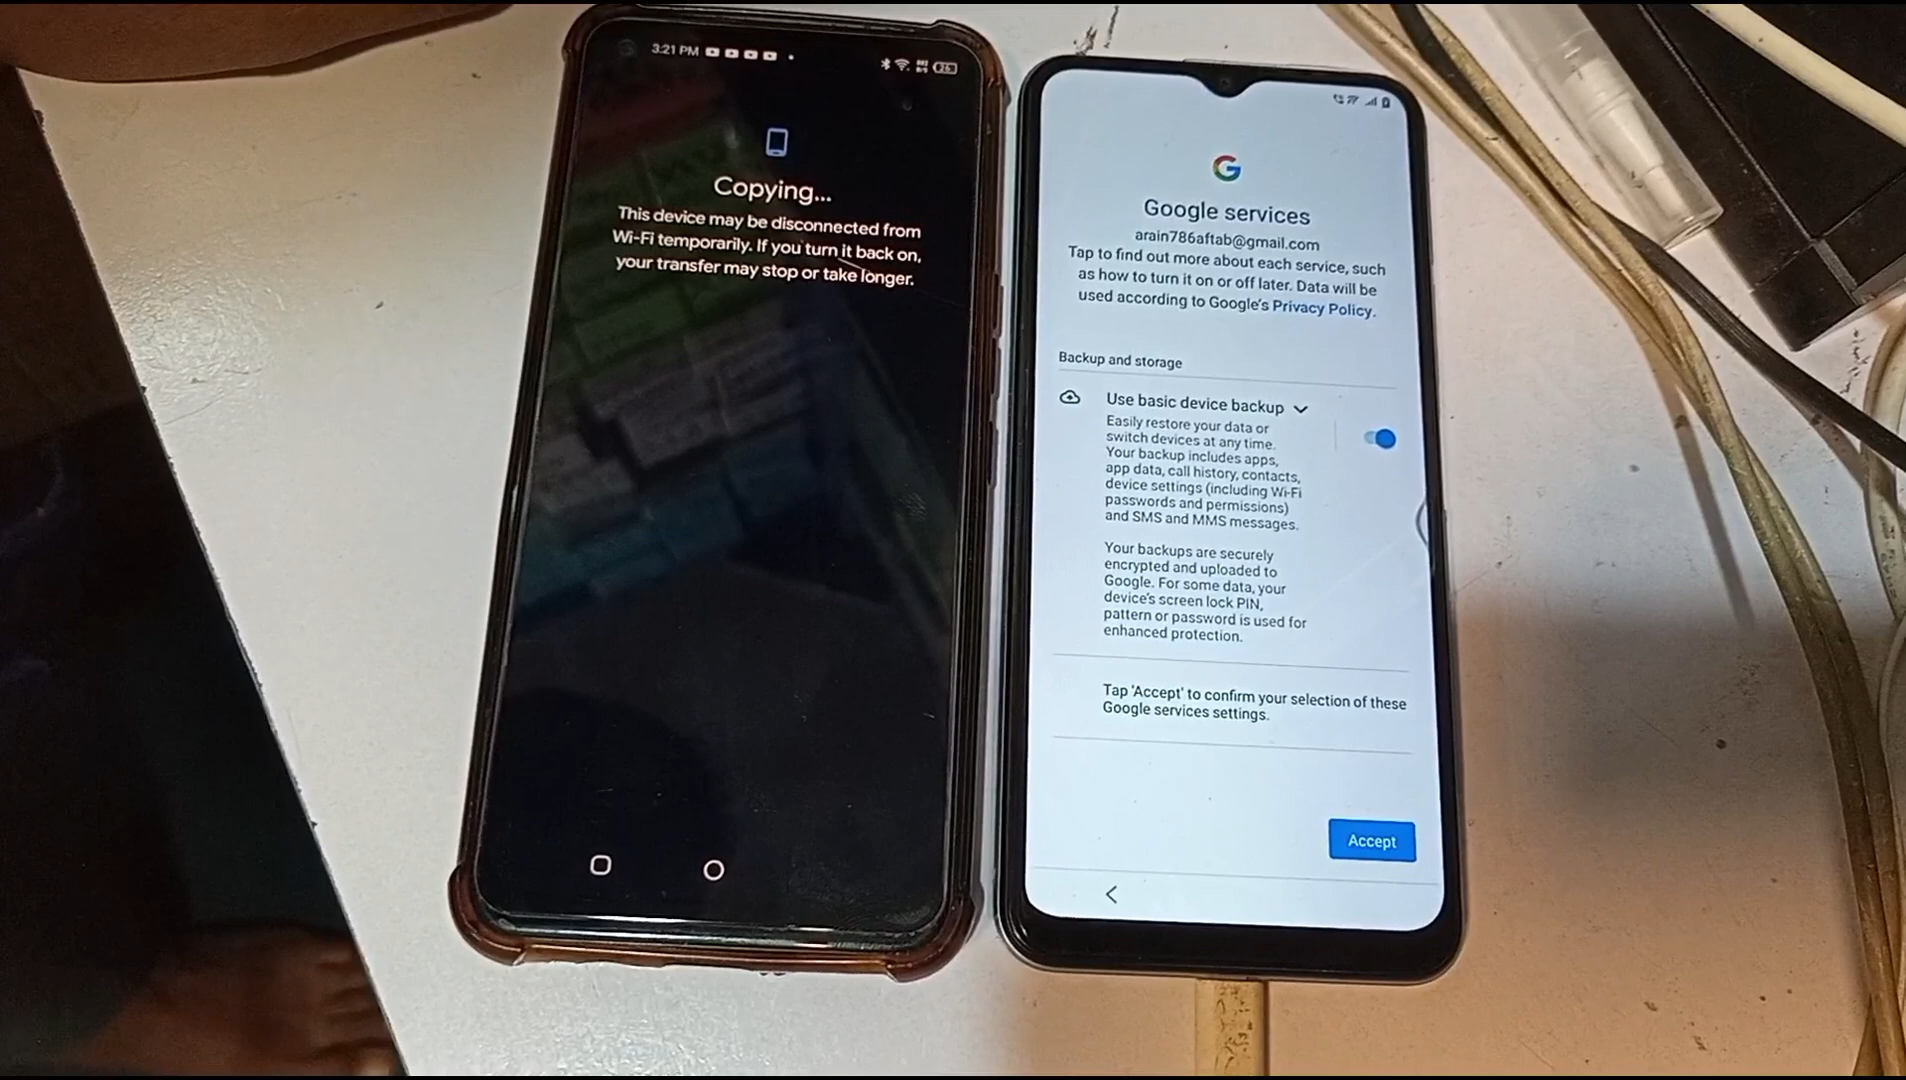 3:21 PM
26
Copying...
This device may be disconnected from
Wi-Fi temporarily. If you turn it back on,
your transfer may stop or take longer.
G
Google services
arain786aftab@gmail.com
Tap to find out more about each service, such
as how to turn it on or off later. Data will be
used according to Google's Privacy Policy.
Backup and storage
Use basic device backup
Easily restore your data or
switch devices at any time.
Your backup includes apps,
app data, call history, contacts,
device settings (including Wi-Fi
passwords and permissions)
and SMS and MMS messages.
Your backups are securely
encrypted and uploaded to
Google. For some data, your
device's screen lock PIN,
pattern or password is used for
enhanced protection.
Tap 'Accept' to confirm your selection of these
Google services settings.
Accept